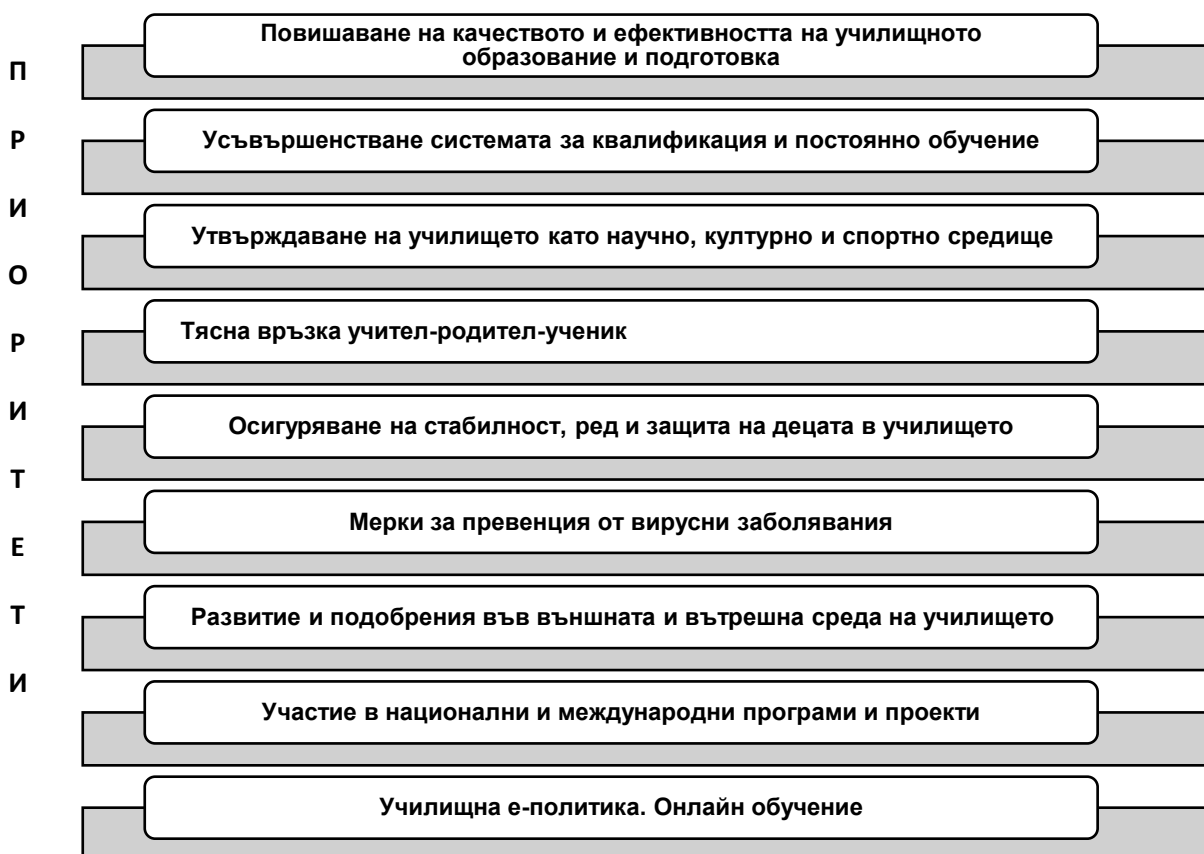 ПРИОРИТЕТИ
Повишаване на качеството и ефективността на училищното
образование и подготовка
Усъвършенстване системата за квалификация и постоянно обучение
Утвърждаване на училището като научно, културно и спортно средище
Тясна връзка учител-родител-ученик
Осигуряване на стабилност, ред и защита на децата в училището
Мерки за превенция от вирусни заболявания
Развитие и подобрения във външната и вътрешна среда на училището
Участие в национални и международни програми и проекти
Училищна е-политика. Онлайн обучение